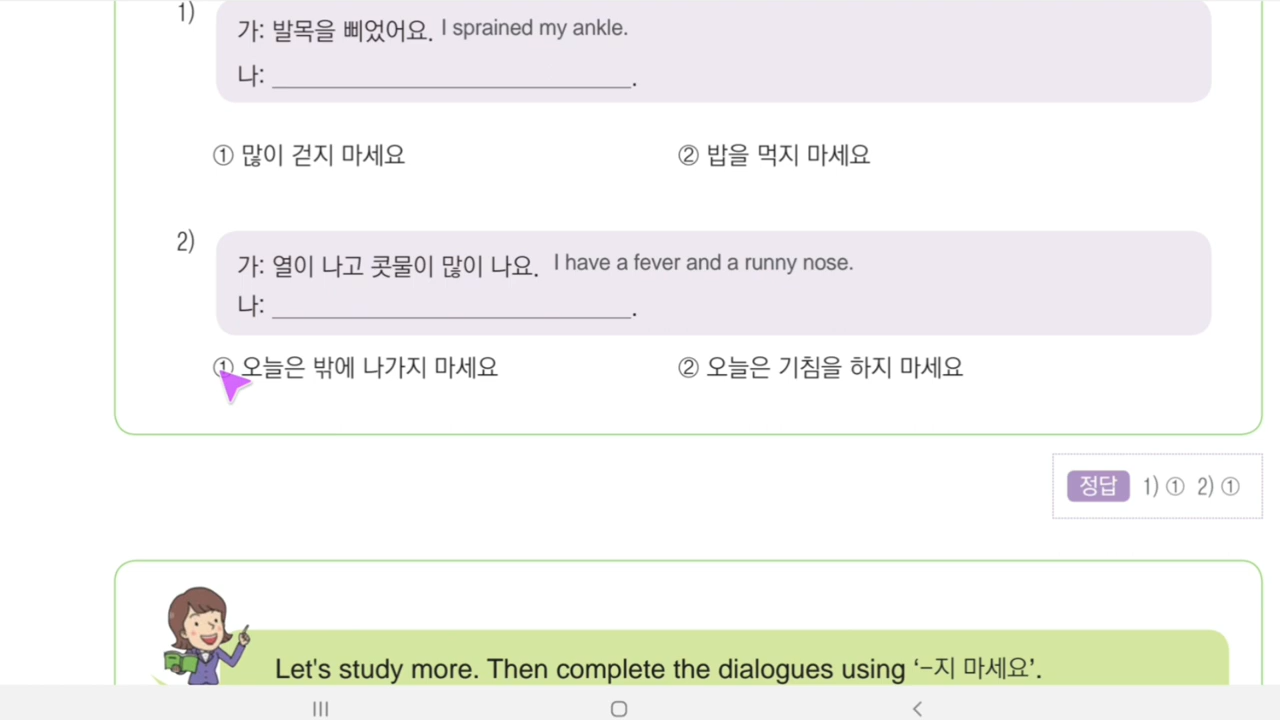 1)
가: 발목을 삐었어요. I sprained my ankle.
나: ______________________________.
① 많이 걷지 마세요
② 밥을 먹지 마세요
2)
가: 열이 나고 콧물이 많이 나요. I have a fever and a runny nose.
나: ______________________________.
① 오늘은 밖에 나가지 마세요
② 오늘은 기침을 하지 마세요
정답 1) ① 2) ①
Let's study more. Then complete the dialogues using ‘−지 마세요’.